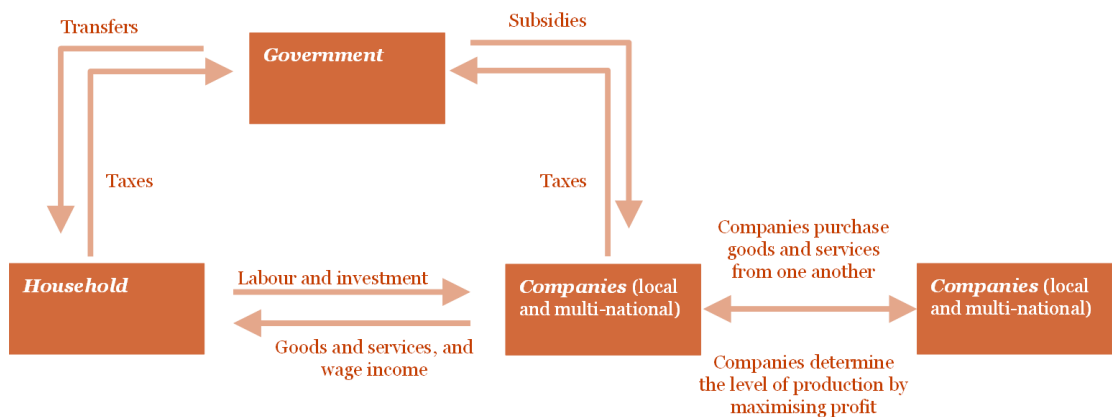 Transfers
Subsidies
Government
Taxes
Taxes
Companies purchase
goods and services
from one another
Household
Labour and investment
Companies (local
and multi-national)
Companies (local
and multi-national)
Goods and services, and
wage income
Companies determine
the level of production by
maximising profit